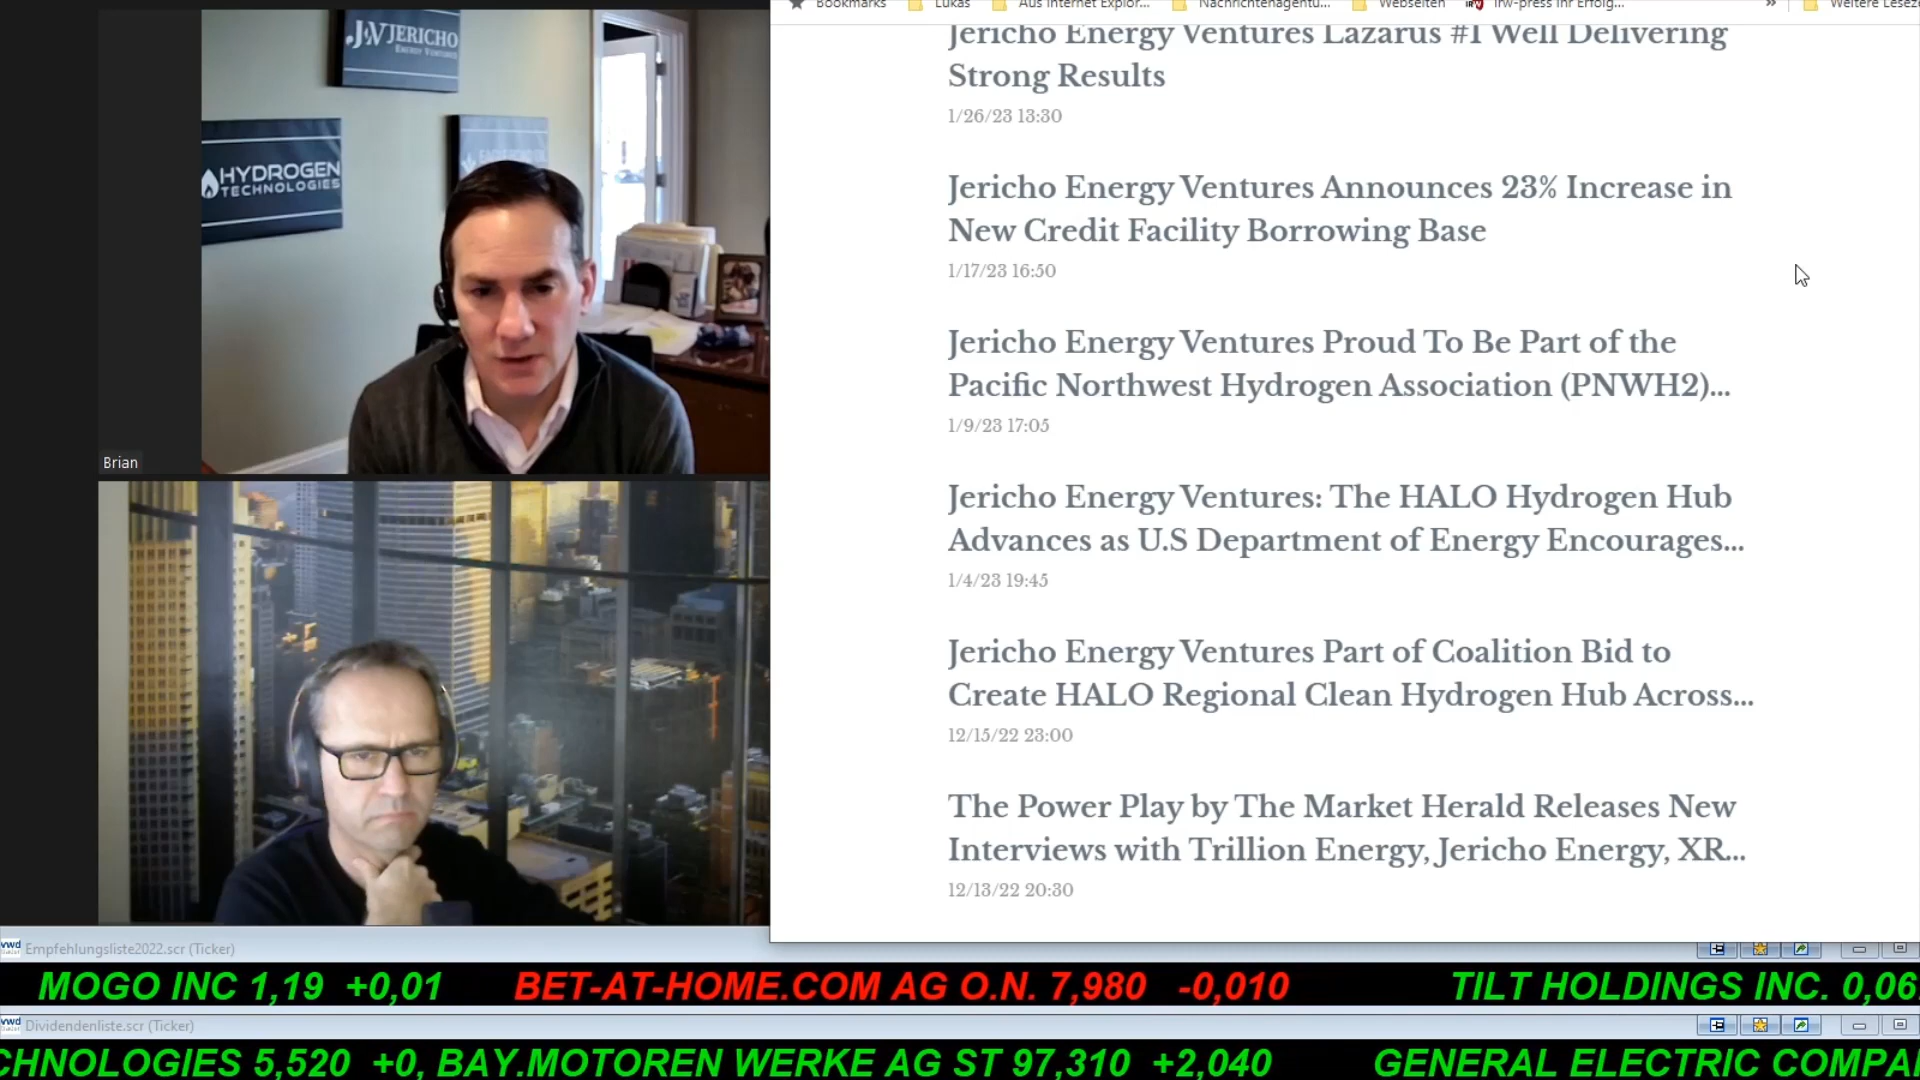 JVJERICHO
ENERGY VENTURES
HYDROGEN
TECHNOLOGIES
Brian
Bookmarks
Lukas
Aus Internet Explor...
Nachrichtenagentu...
Webseiten
Irw-press Ihr Erfolg...
»
Weitere Leseze
Jericho Energy Ventures Lazarus #1 Well Delivering
Strong Results
1/26/23 13:30
Jericho Energy Ventures Announces 23% Increase in
New Credit Facility Borrowing Base
1/17/23 16:50
Jericho Energy Ventures Proud To Be Part of the
Pacific Northwest Hydrogen Association (PNWH2)...
1/9/23 17:05
Jericho Energy Ventures: The HALO Hydrogen Hub
Advances as U.S Department of Energy Encourages...
1/4/23 19:45
Jericho Energy Ventures Part of Coalition Bid to
Create HALO Regional Clean Hydrogen Hub Across...
12/15/22 23:00
The Power Play by The Market Herald Releases New
Interviews with Trillion Energy, Jericho Energy, XR...
12/13/22 20:30
vwd Empfehlungsliste2022.scr (Ticker)
MOGO INC 1,19 +0,01 BET-AT-HOME.COM AG O.N. 7,980 -0,010 TILT HOLDINGS INC. 0,06
vwd Dividendenliste.scr (Ticker)
CHNOLOGIES 5,520 +0, BAY.MOTOREN WERKE AG ST 97,310 +2,040 GENERAL ELECTRIC COMPA